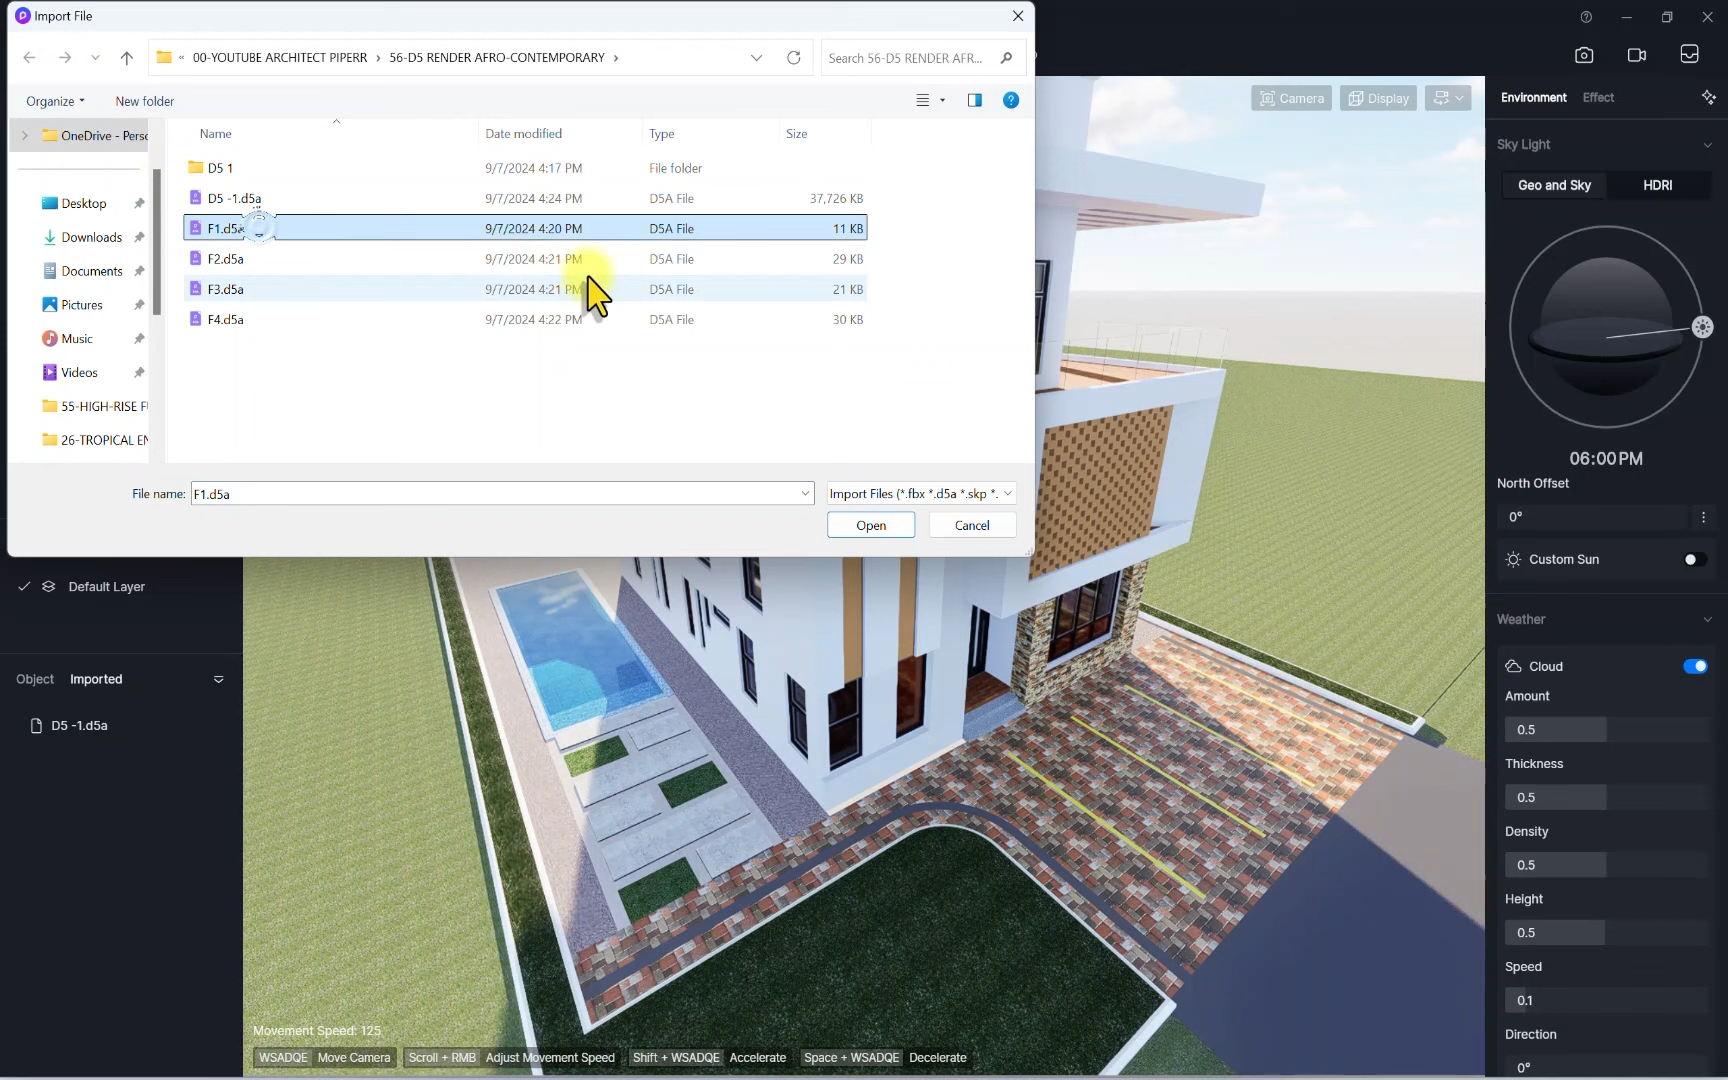 Import File
« 00-YOUTUBE ARCHITECT PIPERR › 56-D5 RENDER AFRO-CONTEMPORARY ›
Search 56-D5 RENDER AFR...
Organize
New folder
OneDrive - Perso
Desktop
Downloads
Documents
Pictures
Music
Videos
55-HIGH-RISE F
26-TROPICAL EN
Name Date modified Type Size
D5 1 9/7/2024 4:17 PM File folder
D5 -1.d5a 9/7/2024 4:24 PM D5A File 37,726 KB
F1.d5a 9/7/2024 4:20 PM D5A File 11 KB
F2.d5a 9/7/2024 4:21 PM D5A File 29 KB
F3.d5a 9/7/2024 4:21 PM D5A File 21 KB
F4.d5a 9/7/2024 4:22 PM D5A File 30 KB
File name: F1.d5a
Import Files (*.fbx *.d5a *.skp *.
Open
Cancel
Default Layer
Object Imported
D5 -1.d5a
Camera
Display
Movement Speed: 125
WSADQE Move Camera Scroll + RMB Adjust Movement Speed Shift + WSADQE Accelerate Space + WSADQE Decelerate
Environment Effect
Sky Light
Geo and Sky HDRI
06:00PM
North Offset
0°
Custom Sun
Weather
Cloud
Amount
0.5
Thickness
0.5
Density
0.5
Height
0.5
Speed
0.1
Direction
0°